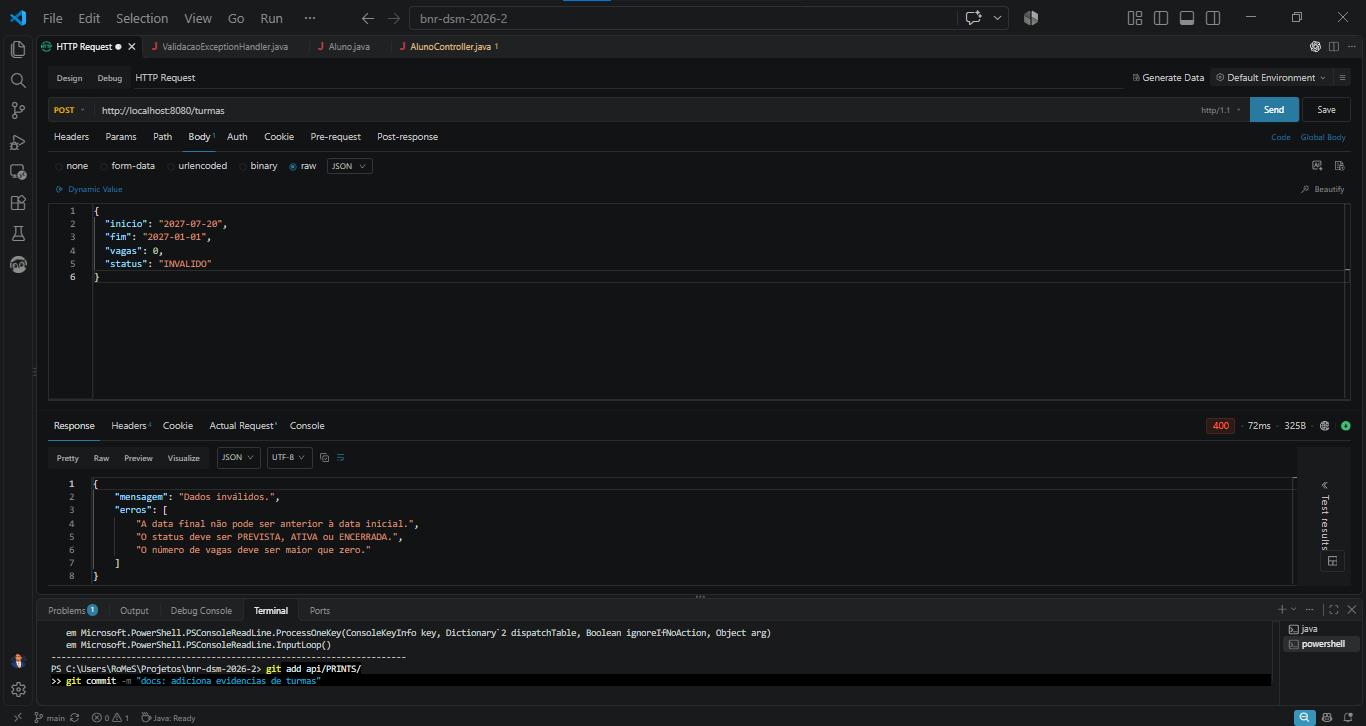 File Edit Selection View Go Run ··· bnr-dsm-2026-2
HTTP Request ValidacaoExceptionHandler.java Aluno.java AlunoController.java 1
Design Debug HTTP Request Generate Data Default Environment
POST http://localhost:8080/turmas http/1.1 Send Save
Headers Params Path Body 1 Auth Cookie Pre-request Post-response Code Global Body
none form-data urlencoded binary raw JSON
Dynamic Value Beautify
1 {
2 "inicio": "2027-07-20",
3 "fim": "2027-01-01",
4 "vagas": 0,
5 "status": "INVALIDO"
6 }
Response Headers 4 Cookie Actual Request Console 400 · 72ms · 325B
Pretty Raw Preview Visualize JSON UTF-8
1 {
2 "mensagem": "Dados inválidos.",
3 "erros": [
4 "A data final não pode ser anterior à data inicial.",
5 "O status deve ser PREVISTA, ATIVA ou ENCERRADA.",
6 "O número de vagas deve ser maior que zero."
7 ]
8 }
Test results
Problems 1 Output Debug Console Terminal Ports
em Microsoft.PowerShell.PSConsoleReadLine.ProcessOneKey(ConsoleKeyInfo key, Dictionary`2 dispatchTable, Boolean ignoreIfNoAction, Object arg)
em Microsoft.PowerShell.PSConsoleReadLine.InputLoop()
-------------------------------------------------------------------
PS C:\Users\RoMeS\Projetos\bnr-dsm-2026-2> git add api/PRINTS/
>> git commit -m "docs: adiciona evidencias de turmas"
java
powershell
main 0 1 Java: Ready